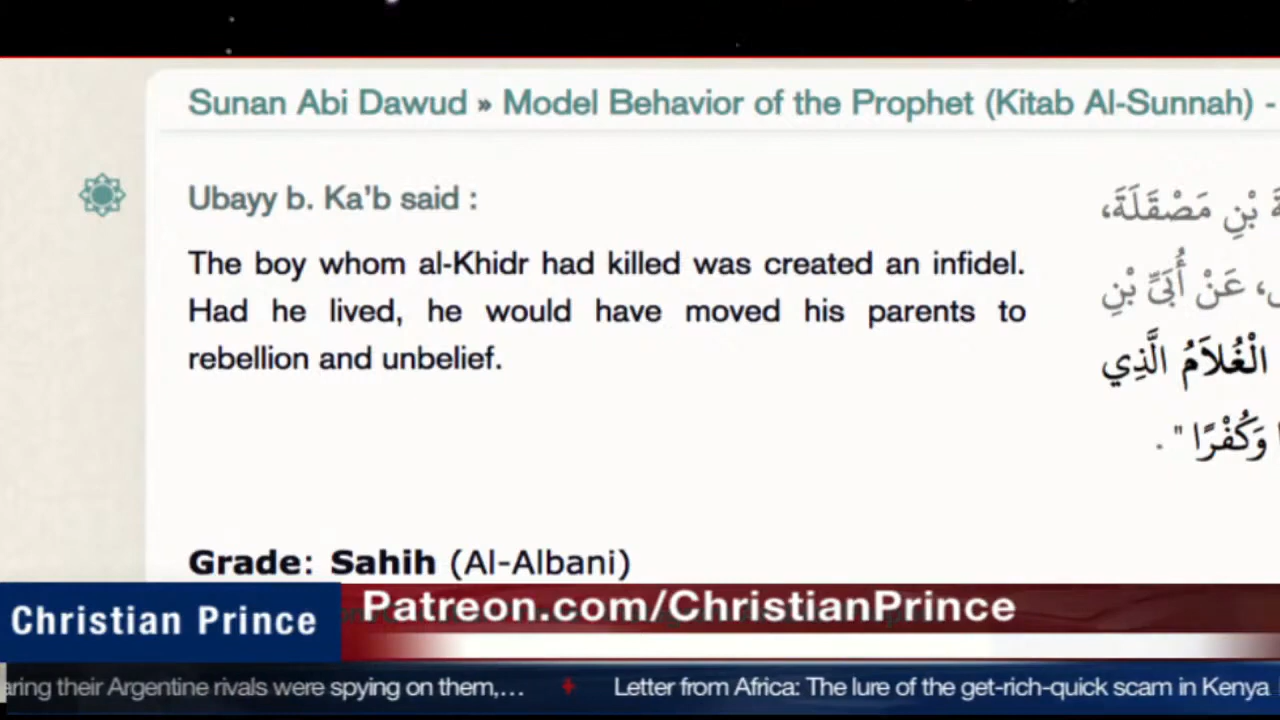 Sunan Abi Dawud » Model Behavior of the Prophet (Kitab Al-Sunnah) -
Ubayy b. Ka'b said :
The boy whom al-Khidr had killed was created an infidel.
Had he lived, he would have moved his parents to
rebellion and unbelief.
بْنِ مَصْقَلَةَ،
عَنْ أُبَىِّ بْنِ
الْغُلاَمُ الَّذِي
وَكُفْرًا " .
Grade: Sahih (Al-Albani)
Christian Prince
Patreon.com/ChristianPrince
aring their Argentine rivals were spying on them,... Letter from Africa: The lure of the get-rich-quick scam in Kenya